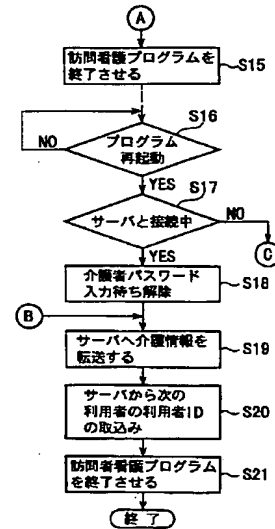 A
訪問看護プログラムを
終了させる
S15
S16
NO
プログラム
再起動
YES
S17
サーバと接続中
NO
C
YES
介護者パスワード
入力待ち解除
S18
B
サーバへ介護情報を
転送する
S19
サーバから次の
利用者の利用者ID
の取込み
S20
訪問者看護プログラム
を終了させる
S21
終了